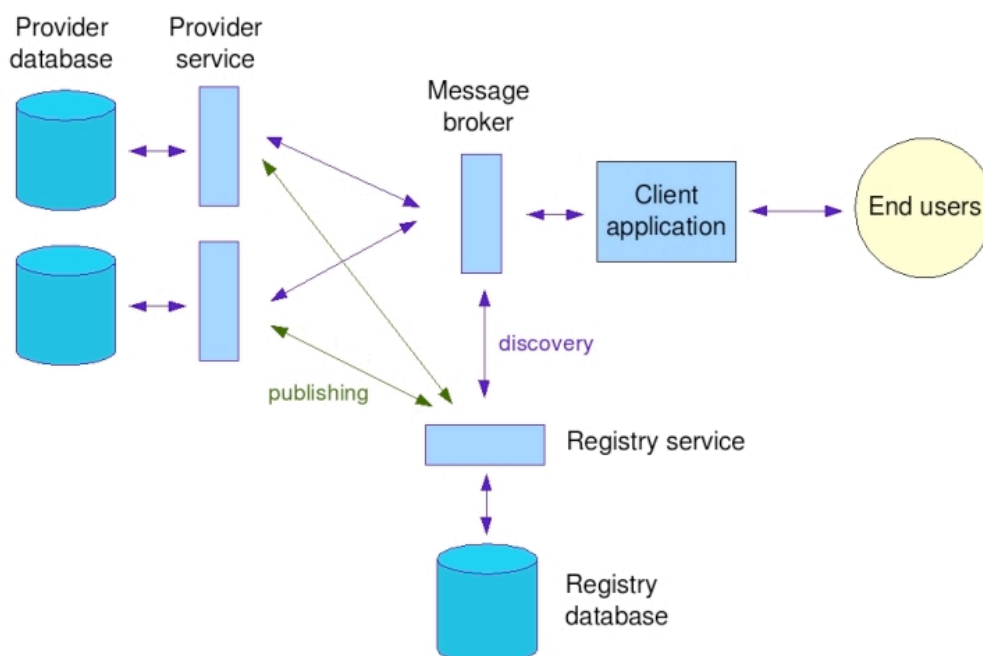 Provider
database
Provider
service
Message
broker
Client
application
End users
discovery
publishing
Registry service
Registry
database